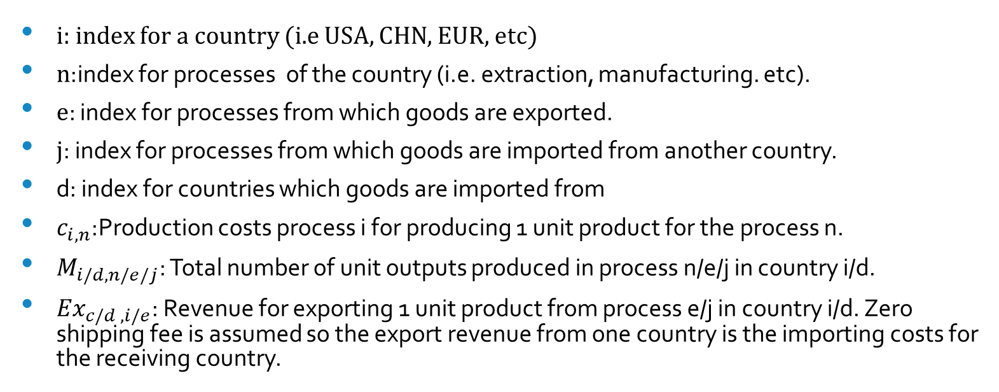 • i: index for a country (i.e USA, CHN, EUR, etc)
• n:index for processes of the country (i.e. extraction, manufacturing. etc).
• e: index for processes from which goods are exported.
• j: index for processes from which goods are imported from another country.
• d: index for countries which goods are imported from
• $c_{i,n}$:Production costs process i for producing 1 unit product for the process n.
• $M_{i/d,n/e/j}$: Total number of unit outputs produced in process n/e/j in country i/d.
• $Ex_{c/d ,i/e}$: Revenue for exporting 1 unit product from process e/j in country i/d. Zero
shipping fee is assumed so the export revenue from one country is the importing costs for
the receiving country.